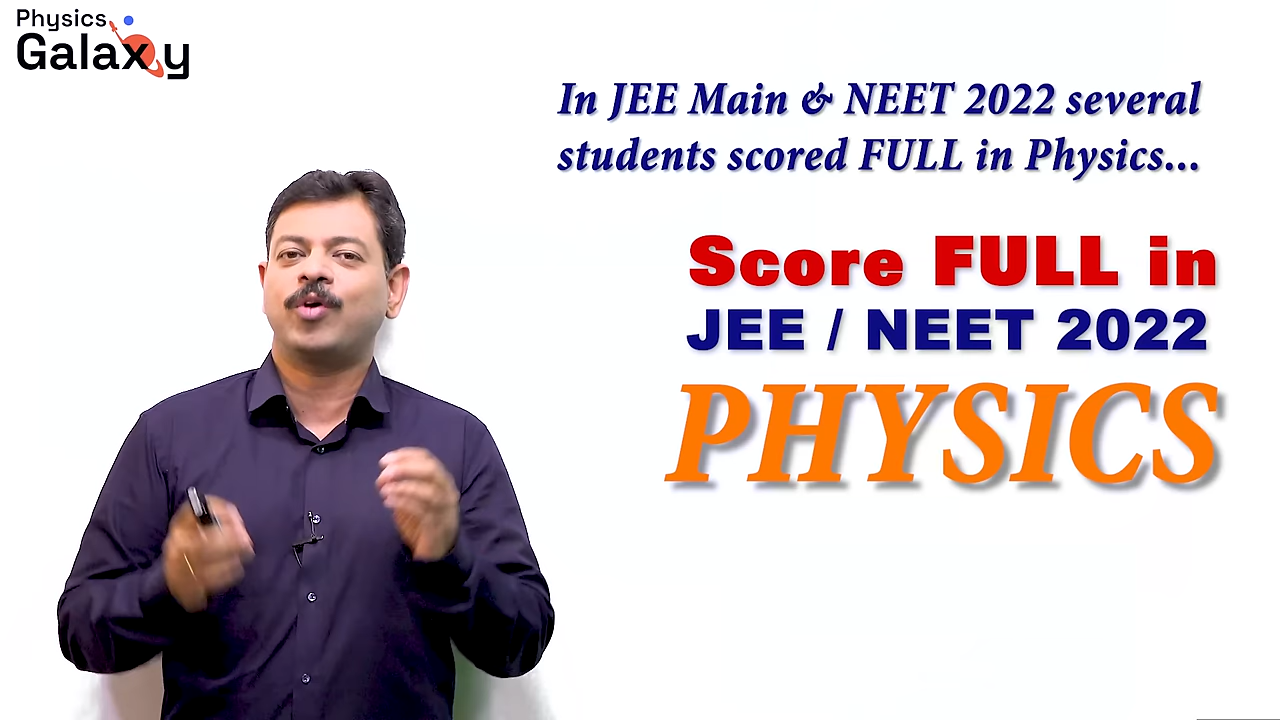 Physics
Galaxy
In JEE Main & NEET 2022 several
students scored FULL in Physics...
Score FULL in
JEE / NEET 2022
PHYSICS